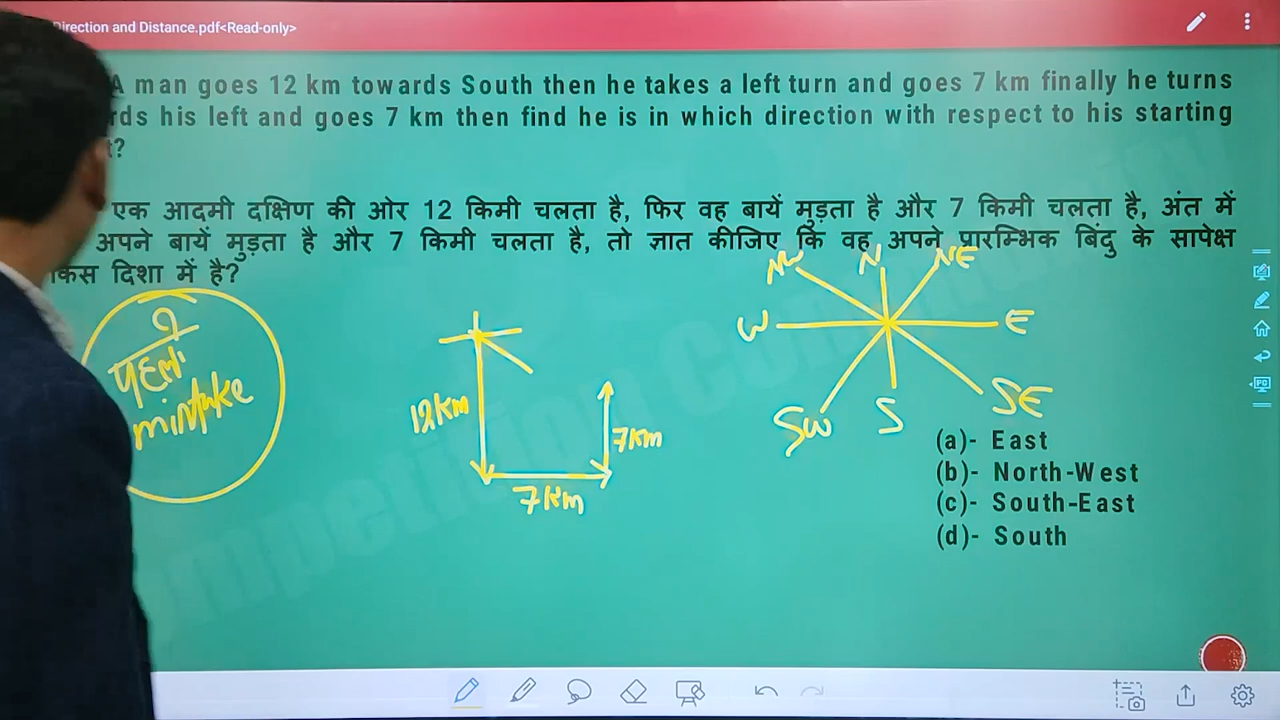 Direction and Distance.pdf<Read-only>
A man goes 12 km towards South then he takes a left turn and goes 7 km finally he turns
rds his left and goes 7 km then find he is in which direction with respect to his starting
?
एक आदमी दक्षिण की ओर 12 किमी चलता है, फिर वह बायें मुड़ता है और 7 किमी चलता है, अंत में
अपने बायें मुड़ता है और 7 किमी चलता है, तो ज्ञात कीजिए कि वह अपने प्रारम्भिक बिंदु के सापेक्ष
किस दिशा में है?
mintake
12km
7km
7km
NW
N
NE
W
E
SW
S
SE
(a)- East
(b)- North-West
(c)- South-East
(d)- South